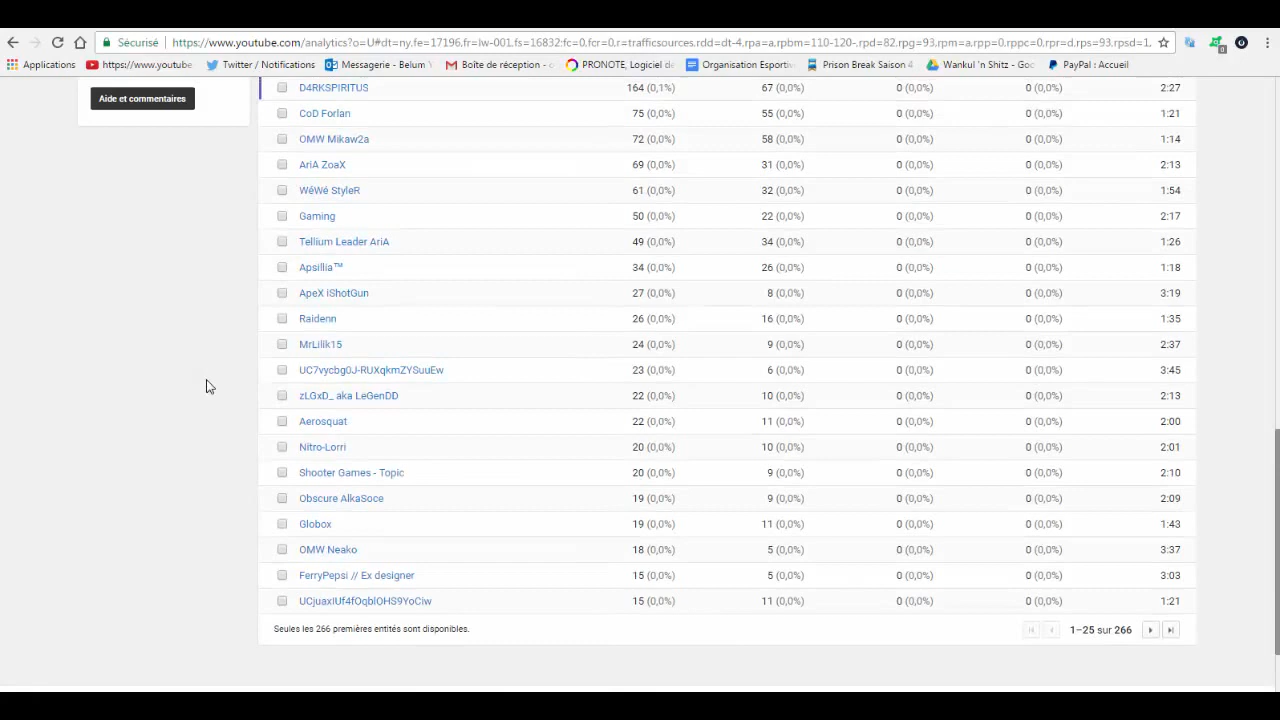 Sécurisé https://www.youtube.com/analytics?o=U#dt=ny.fe=17196.fr=lw-001.fs=16832:fc=0.fcr=0.r=trafficsources.rdd=dt-4.rpa=a.rpbm=110-120-.rpd=82.rpg=93.rpm=a.rpp=0.rppc=0.rpr=d.rps=93.rpsd=1.
Applications https://www.youtube Twitter / Notifications Messagerie - Belum Boîte de réception - PRONOTE, Logiciel de Organisation Esporti Prison Break Saison 4 Wankul 'n Shitz - Goo PayPal : Accueil
Aide et commentaires
D4RKSPIRITUS 164 (0,1%) 67 (0,0%) 0 (0,0%) 0 (0,0%) 2:27
CoD Forlan 75 (0,0%) 55 (0,0%) 0 (0,0%) 0 (0,0%) 1:21
OMW Mikaw2a 72 (0,0%) 58 (0,0%) 0 (0,0%) 0 (0,0%) 1:14
AriA ZoaX 69 (0,0%) 31 (0,0%) 0 (0,0%) 0 (0,0%) 2:13
WéWé StyleR 61 (0,0%) 32 (0,0%) 0 (0,0%) 0 (0,0%) 1:54
Gaming 50 (0,0%) 22 (0,0%) 0 (0,0%) 0 (0,0%) 2:17
Tellium Leader AriA 49 (0,0%) 34 (0,0%) 0 (0,0%) 0 (0,0%) 1:26
Apsillia™ 34 (0,0%) 26 (0,0%) 0 (0,0%) 0 (0,0%) 1:18
ApeX iShotGun 27 (0,0%) 8 (0,0%) 0 (0,0%) 0 (0,0%) 3:19
Raidenn 26 (0,0%) 16 (0,0%) 0 (0,0%) 0 (0,0%) 1:35
MrLilik15 24 (0,0%) 9 (0,0%) 0 (0,0%) 0 (0,0%) 2:37
UC7vycbg0J-RUXqkmZYSuuEw 23 (0,0%) 6 (0,0%) 0 (0,0%) 0 (0,0%) 3:45
zLGxD_ aka LeGenDD 22 (0,0%) 10 (0,0%) 0 (0,0%) 0 (0,0%) 2:13
Aerosquat 22 (0,0%) 11 (0,0%) 0 (0,0%) 0 (0,0%) 2:00
Nitro-Lorri 20 (0,0%) 10 (0,0%) 0 (0,0%) 0 (0,0%) 2:01
Shooter Games - Topic 20 (0,0%) 9 (0,0%) 0 (0,0%) 0 (0,0%) 2:10
Obscure AlkaSoce 19 (0,0%) 9 (0,0%) 0 (0,0%) 0 (0,0%) 2:09
Globox 19 (0,0%) 11 (0,0%) 0 (0,0%) 0 (0,0%) 1:43
OMW Neako 18 (0,0%) 5 (0,0%) 0 (0,0%) 0 (0,0%) 3:37
FerryPepsi // Ex designer 15 (0,0%) 5 (0,0%) 0 (0,0%) 0 (0,0%) 3:03
UCjuaxIUf4fOqblOHS9YoCiw 15 (0,0%) 11 (0,0%) 0 (0,0%) 0 (0,0%) 1:21
Seules les 266 premières entités sont disponibles. 1–25 sur 266